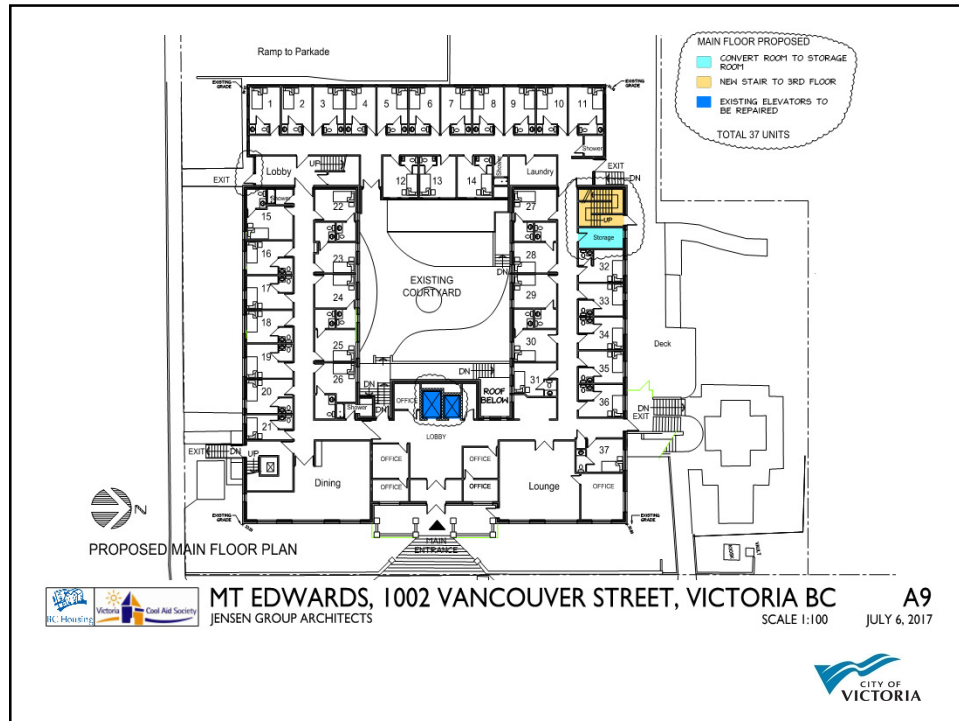 Ramp to Parkade
MAIN FLOOR PROPOSED
CONVERT ROOM TO STORAGE
ROOM
NEW STAIR TO 3RD FLOOR
EXISTING ELEVATORS TO
BE REPAIRED
TOTAL 37 UNITS
EXISTING
GRADE
EXISTING
GRADE
1
2
3
4
5
6
7
8
9
10
11
Shower
EXIT
Lobby
UP
12
13
14
Shower
Laundry
EXIT
DN
15
Shower
22
27
UP
Storage
16
23
28
32
17
24
EXISTING
COURTYARD
DN
29
33
18
25
30
34
Deck
19
26
31
35
20
Shower
DN
DN
OFFICE
DN
ROOF
BELOW
36
DN
EXIT
21
LOBBY
EXIT
DN
UP
Dining
OFFICE
OFFICE
OFFICE
OFFICE
Lounge
37
OFFICE
N
EXISTING
GRADE
EXISTING
GRADE
MAIN
ENTRANCE
VAULT
PROPOSED MAIN FLOOR PLAN
BC Housing
Victoria Cool Aid Society
MT EDWARDS, 1002 VANCOUVER STREET, VICTORIA BC
A9
JENSEN GROUP ARCHITECTS
SCALE 1:100
JULY 6, 2017
CITY OF
VICTORIA